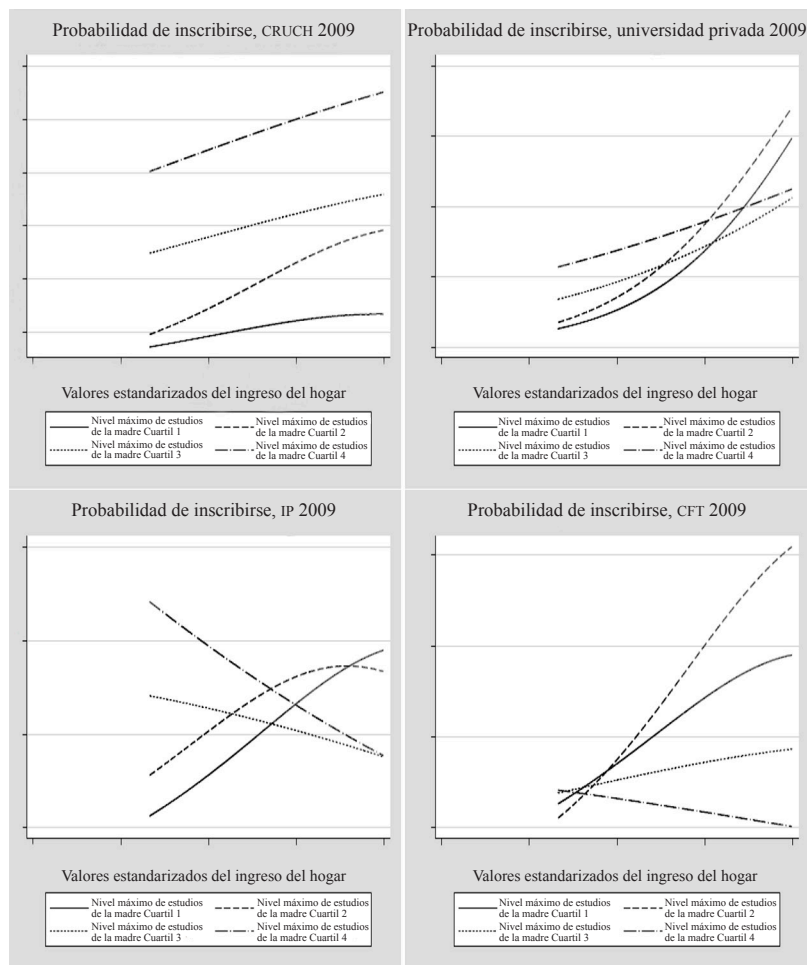 Probabilidad de inscribirse, CRUCH 2009
Valores estandarizados del ingreso del hogar
Nivel máximo de estudios
de la madre Cuartil 1
Nivel máximo de estudios
de la madre Cuartil 2
Nivel máximo de estudios
de la madre Cuartil 3
Nivel máximo de estudios
de la madre Cuartil 4
Probabilidad de inscribirse, universidad privada 2009
Valores estandarizados del ingreso del hogar
Nivel máximo de estudios
de la madre Cuartil 1
Nivel máximo de estudios
de la madre Cuartil 2
Nivel máximo de estudios
de la madre Cuartil 3
Nivel máximo de estudios
de la madre Cuartil 4
Probabilidad de inscribirse, IP 2009
Valores estandarizados del ingreso del hogar
Nivel máximo de estudios
de la madre Cuartil 1
Nivel máximo de estudios
de la madre Cuartil 2
Nivel máximo de estudios
de la madre Cuartil 3
Nivel máximo de estudios
de la madre Cuartil 4
Probabilidad de inscribirse, CFT 2009
Valores estandarizados del ingreso del hogar
Nivel máximo de estudios
de la madre Cuartil 1
Nivel máximo de estudios
de la madre Cuartil 2
Nivel máximo de estudios
de la madre Cuartil 3
Nivel máximo de estudios
de la madre Cuartil 4